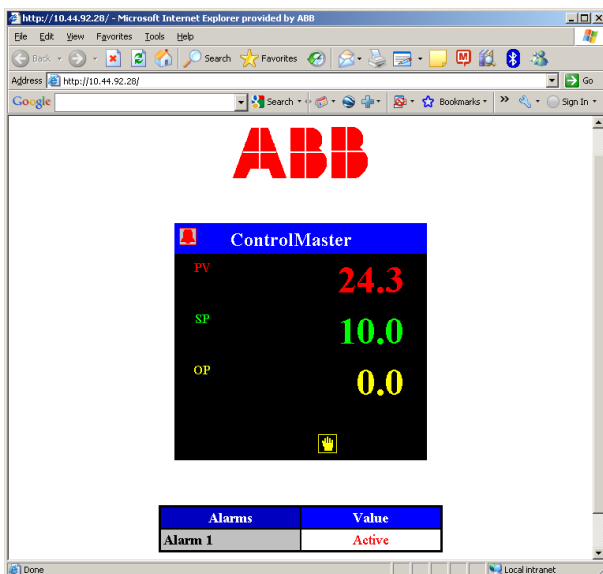 http://10.44.92.28/ - Microsoft Internet Explorer provided by ABB
File Edit View Favorites Tools Help
Back Search Favorites
Address http://10.44.92.28/ Go
Google Search Bookmarks Sign In
ABB
ControlMaster
PV 24.3
SP 10.0
OP 0.0
Alarms Value
Alarm 1 Active
Done Local intranet